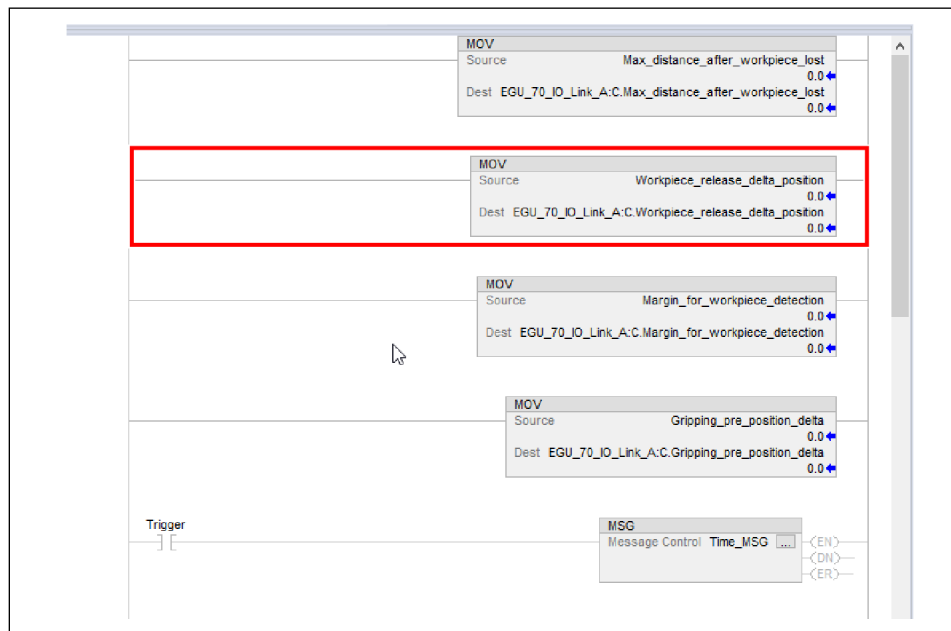 MOV
Source Max_distance_after_workpiece_lost
0.0
Dest EGU_70_IO_Link_A:C.Max_distance_after_workpiece_lost
0.0
MOV
Source Workpiece_release_delta_position
0.0
Dest EGU_70_IO_Link_A:C.Workpiece_release_delta_position
0.0
MOV
Source Margin_for_workpiece_detection
0.0
Dest EGU_70_IO_Link_A:C.Margin_for_workpiece_detection
0.0
MOV
Source Gripping_pre_position_delta
0.0
Dest EGU_70_IO_Link_A:C.Gripping_pre_position_delta
0.0
Trigger
MSG
Message Control Time_MSG ...
(EN)
(DN)
(ER)